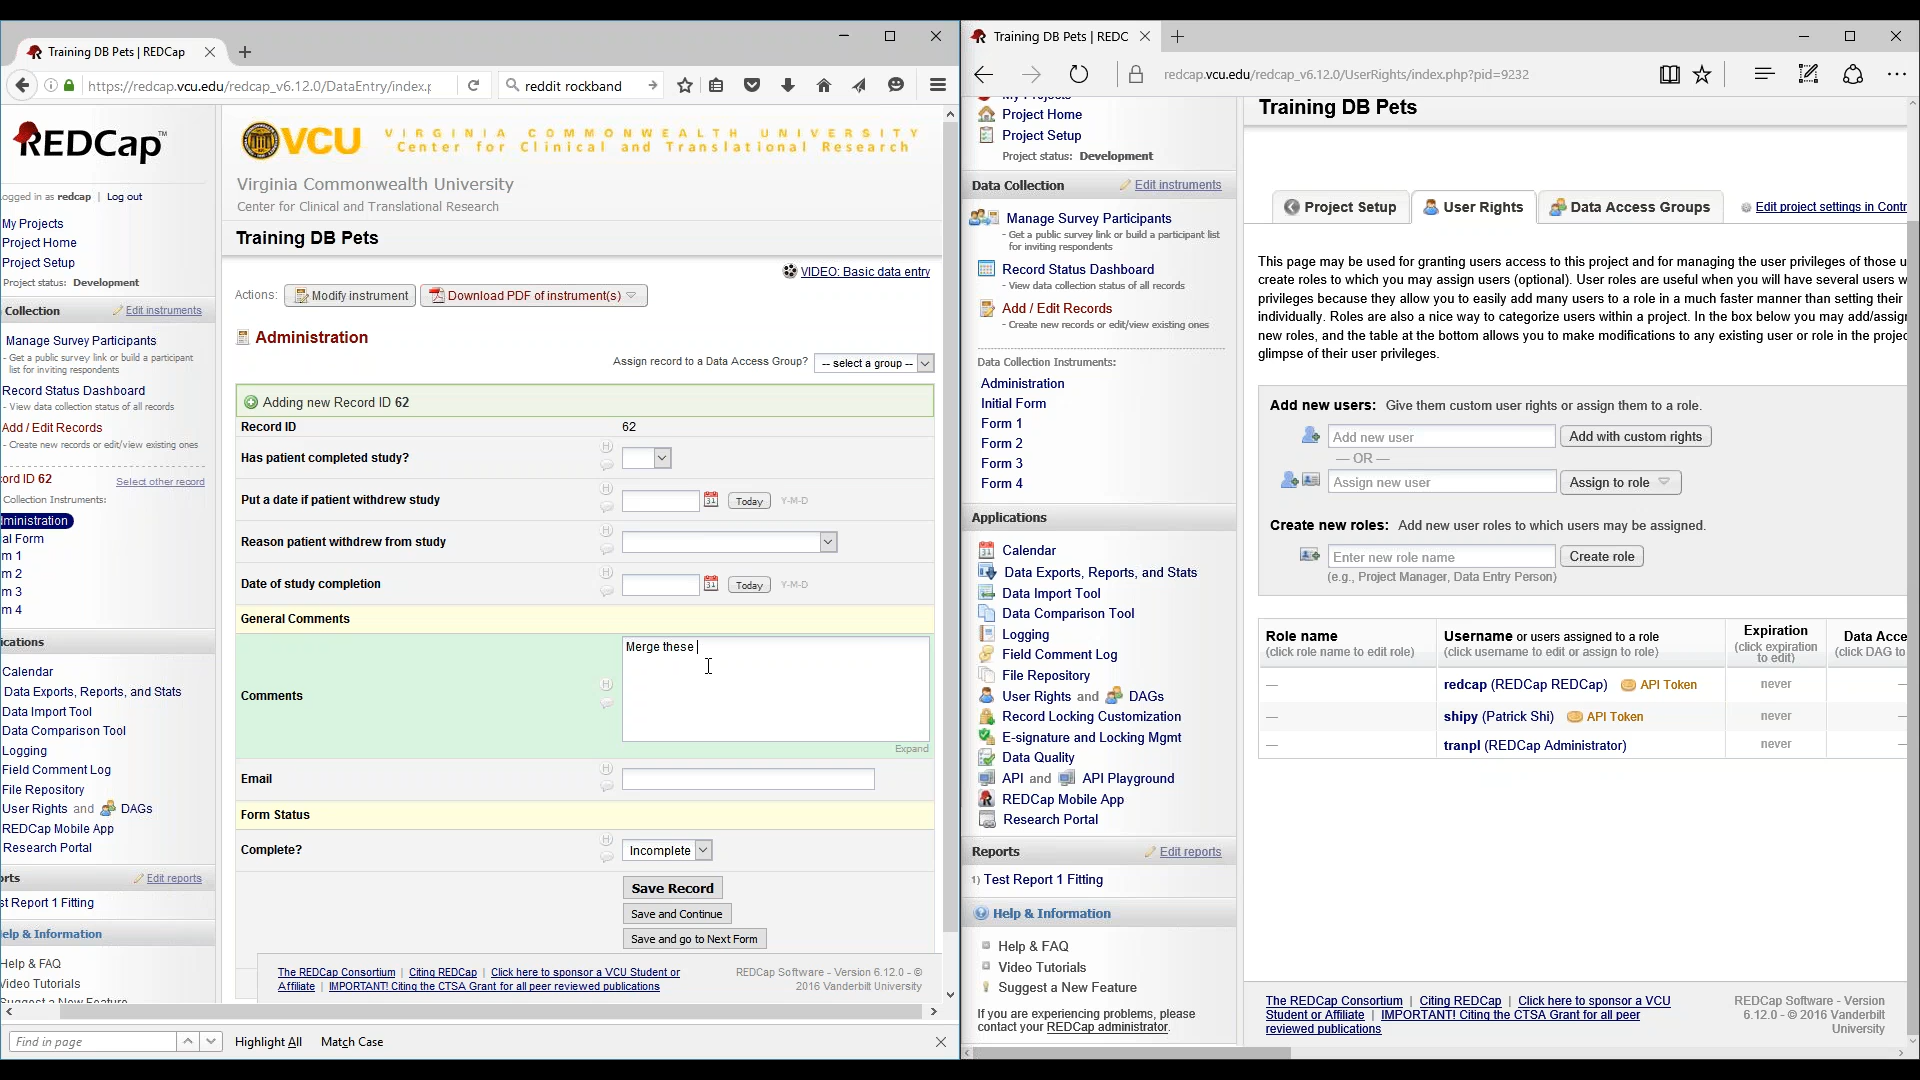 Training DB Pets | REDCap
https://redcap.vcu.edu/redcap_v6.12.0/DataEntry/index.p
reddit rockband
REDCap™
VCU
VIRGINIA COMMONWEALTH UNIVERSITY
Center for Clinical and Translational Research
Virginia Commonwealth University
Center for Clinical and Translational Research
ogged in as redcap | Log out
My Projects
Project Home
Project Setup
Project status: Development
Collection Edit instruments
Manage Survey Participants
- Get a public survey link or build a participant
list for inviting respondents
Record Status Dashboard
- View data collection status of all records
Add / Edit Records
- Create new records or edit/view existing ones
ord ID 62 Select other record
Collection Instruments:
ministration
al Form
m 1
m 2
m 3
m 4
ications
Calendar
Data Exports, Reports, and Stats
Data Import Tool
Data Comparison Tool
Logging
Field Comment Log
File Repository
User Rights and DAGs
REDCap Mobile App
Research Portal
orts Edit reports
st Report 1 Fitting
elp & Information
Help & FAQ
Video Tutorials
Suggest a New Feature
Training DB Pets
VIDEO: Basic data entry
Actions: Modify instrument Download PDF of instrument(s)
Administration
Assign record to a Data Access Group? -- select a group --
Adding new Record ID 62
Record ID 62
Has patient completed study?
Put a date if patient withdrew study Today Y-M-D
Reason patient withdrew from study
Date of study completion Today Y-M-D
General Comments
Merge these
Comments
Expand
Email
Form Status
Complete? Incomplete
Save Record
Save and Continue
Save and go to Next Form
The REDCap Consortium | Citing REDCap | Click here to sponsor a VCU Student or
Affiliate | IMPORTANT! Citing the CTSA Grant for all peer reviewed publications
REDCap Software - Version 6.12.0 - ©
2016 Vanderbilt University
Find in page Highlight All Match Case
Training DB Pets | REDC
redcap.vcu.edu/redcap_v6.12.0/UserRights/index.php?pid=9232
My Projects
Project Home
Project Setup
Project status: Development
Data Collection Edit instruments
Manage Survey Participants
- Get a public survey link or build a participant list
for inviting respondents
Record Status Dashboard
- View data collection status of all records
Add / Edit Records
- Create new records or edit/view existing ones
Data Collection Instruments:
Administration
Initial Form
Form 1
Form 2
Form 3
Form 4
Applications
Calendar
Data Exports, Reports, and Stats
Data Import Tool
Data Comparison Tool
Logging
Field Comment Log
File Repository
User Rights and DAGs
Record Locking Customization
E-signature and Locking Mgmt
Data Quality
API and API Playground
REDCap Mobile App
Research Portal
Reports Edit reports
1) Test Report 1 Fitting
Help & Information
Help & FAQ
Video Tutorials
Suggest a New Feature
If you are experiencing problems, please
contact your REDCap administrator.
Training DB Pets
Project Setup User Rights Data Access Groups Edit project settings in Contr
This page may be used for granting users access to this project and for managing the user privileges of those u
create roles to which you may assign users (optional). User roles are useful when you will have several users w
privileges because they allow you to easily add many users to a role in a much faster manner than setting their
individually. Roles are also a nice way to categorize users within a project. In the box below you may add/assign
new roles, and the table at the bottom allows you to make modifications to any existing user or role in the projec
glimpse of their user privileges.
Add new users: Give them custom user rights or assign them to a role.
Add new user Add with custom rights
— OR —
Assign new user Assign to role
Create new roles: Add new user roles to which users may be assigned.
Enter new role name Create role
(e.g., Project Manager, Data Entry Person)
Role name Username or users assigned to a role Expiration Data Acce
(click role name to edit role) (click username to edit or assign to role) (click expiration to edit) (click DAG to
— redcap (REDCap REDCap) API Token never —
— shipy (Patrick Shi) API Token never —
— tranpl (REDCap Administrator) never —
The REDCap Consortium | Citing REDCap | Click here to sponsor a VCU
Student or Affiliate | IMPORTANT! Citing the CTSA Grant for all peer
reviewed publications
REDCap Software - Version
6.12.0 - © 2016 Vanderbilt
University